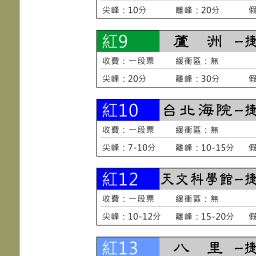 尖峰：10分 離峰：20分 假
紅9 蘆洲-捷
收費：一段票 緩衝區：無
尖峰：20分 離峰：30分 假
紅10 台北海院-捷
收費：一段票 緩衝區：無
尖峰：7-10分 離峰：10-15分 假
紅12 天文科學館-捷
收費：一段票 緩衝區：無
尖峰：10-12分 離峰：15-20分 假
紅13 八里-捷